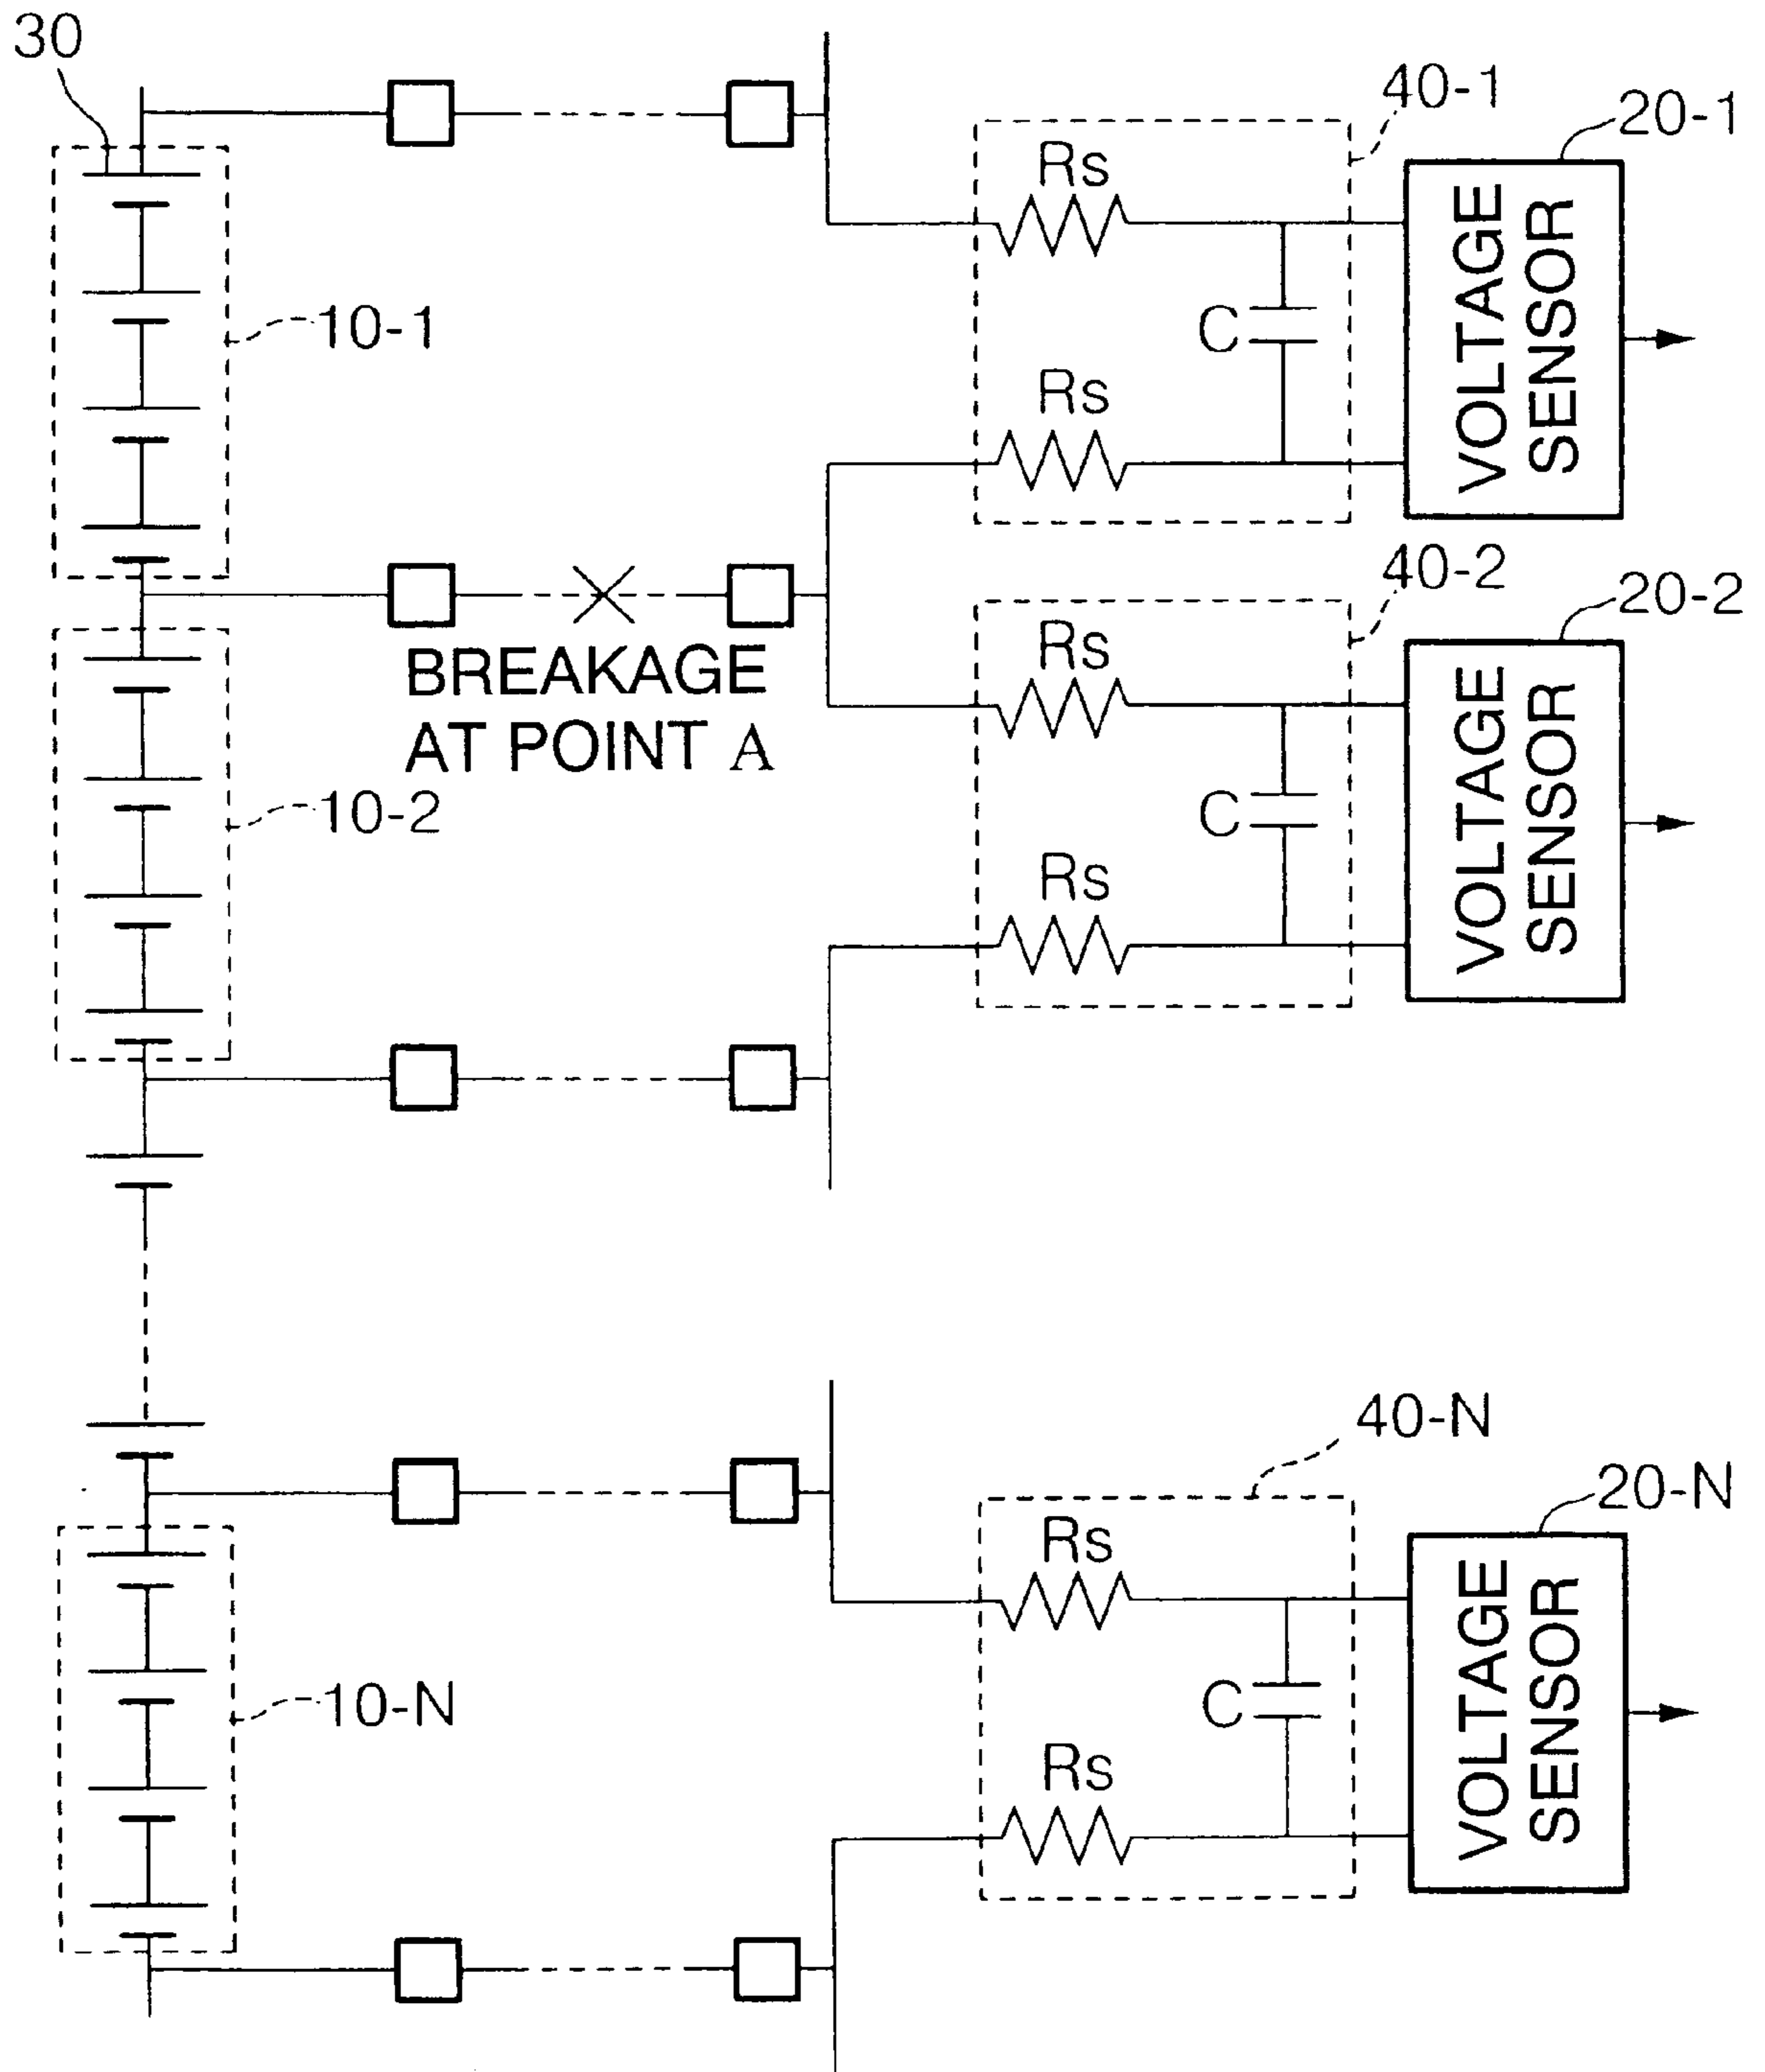 30
40-1
20-1
Rs
VOLTAGE
SENSOR
10-1
C
Rs
40-2
20-2
Rs
BREAKAGE
AT POINT A
VOLTAGE
SENSOR
10-2
C
Rs
40-N
20-N
Rs
VOLTAGE
SENSOR
10-N
C
Rs